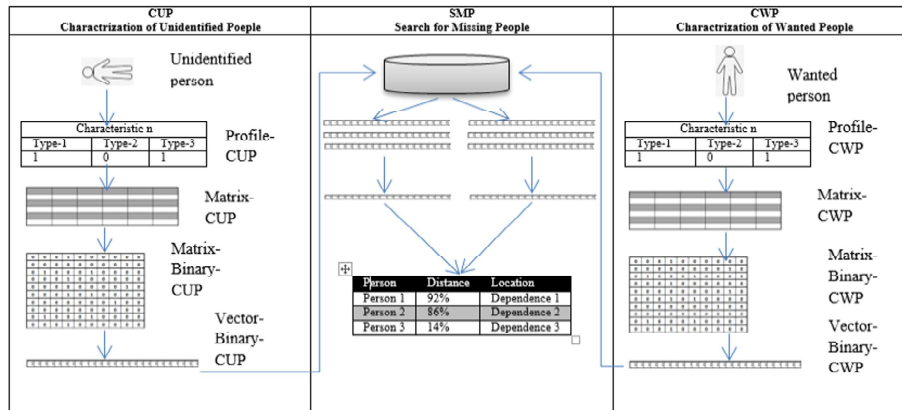 CUP
Charactrization of Unidentified Poeple
SMP
Search for Missing People
CWP
Charactrization of Wanted People
Unidentified
person
Characteristic n
Type-1 Type-2 Type-3
1 0 1
Profile-
CUP
Matrix-
CUP
Matrix-
Binary-
CUP
Vector-
Binary-
CUP
Person Distance Location
Person 1 92% Dependence 1
Person 2 86% Dependence 2
Person 3 14% Dependence 3
Wanted
person
Characteristic n
Type-1 Type-2 Type-3
1 0 1
Profile-
CWP
Matrix-
CWP
Matrix-
Binary-
CWP
Vector-
Binary-
CWP